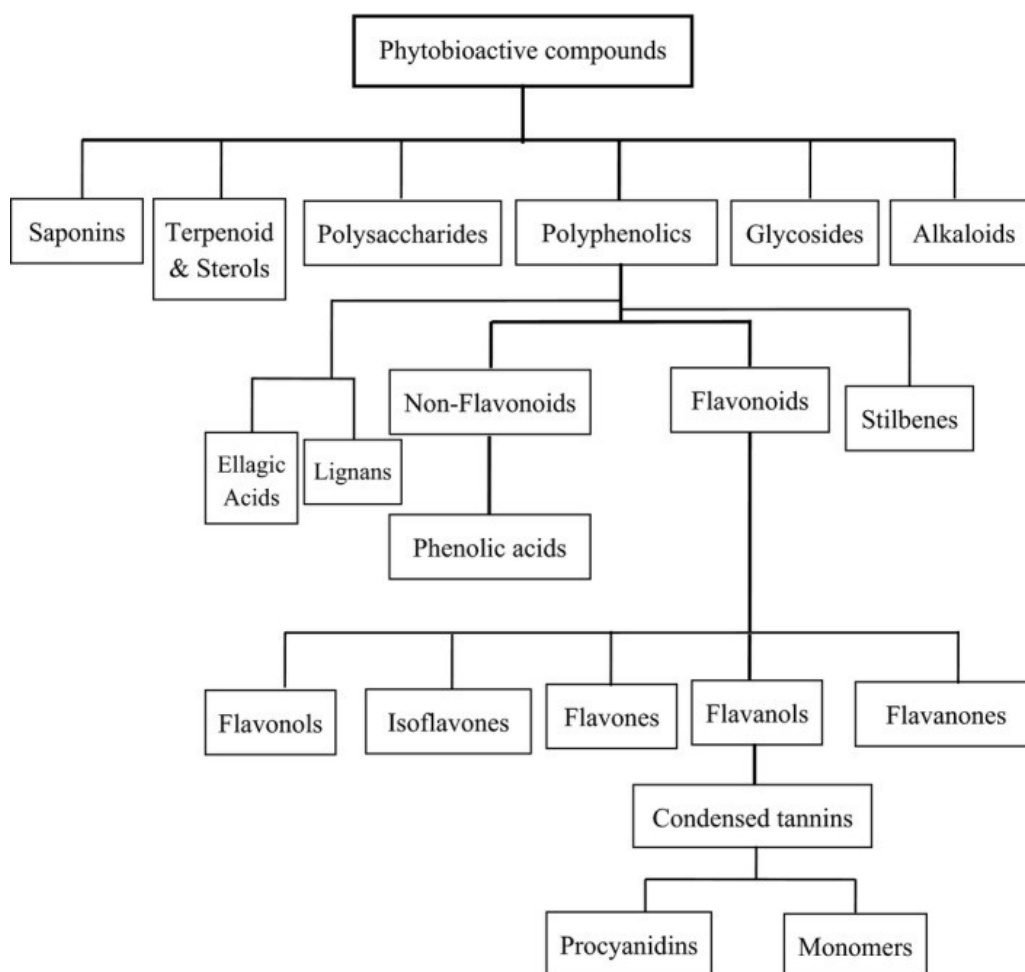 Phytobioactive compounds
Saponins
Terpenoid
& Sterols
Polysaccharides
Polyphenolics
Glycosides
Alkaloids
Non-Flavonoids
Flavonoids
Stilbenes
Ellagic
Acids
Lignans
Phenolic acids
Flavonols
Isoflavones
Flavones
Flavanols
Flavanones
Condensed tannins
Procyanidins
Monomers